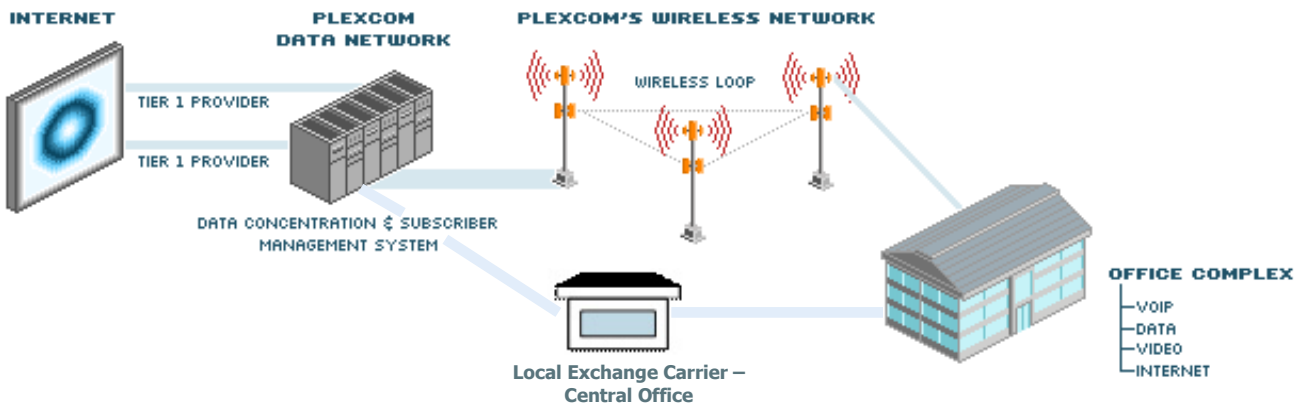 INTERNET
PLEXCOM
DATA NETWORK
PLEXCOM'S WIRELESS NETWORK
WIRELESS LOOP
TIER 1 PROVIDER
TIER 1 PROVIDER
DATA CONCENTRATION & SUBSCRIBER
MANAGEMENT SYSTEM
OFFICE COMPLEX
VOIP
DATA
VIDEO
INTERNET
Local Exchange Carrier –
Central Office